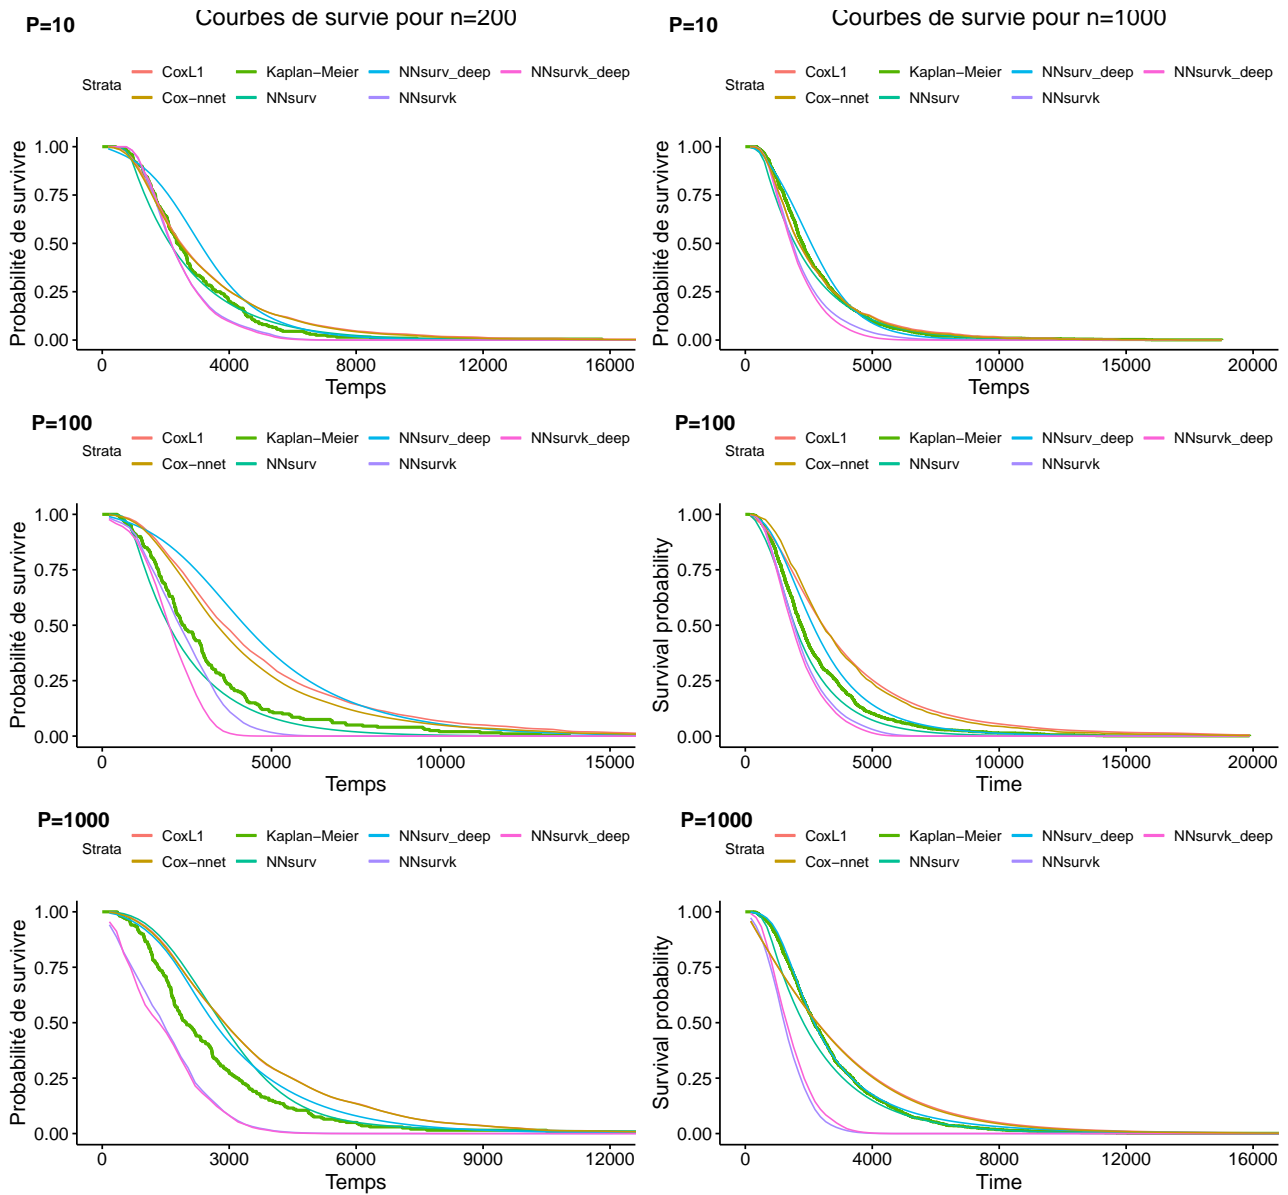 Courbes de survie pour n=200
P=10
Strata
CoxL1 Kaplan−Meier NNsurv_deep NNsurvk_deep
Cox−nnet NNsurv NNsurvk
Probabilité de survivre
1.00
0.75
0.50
0.25
0.00
0 4000 8000 12000 16000
Temps
Courbes de survie pour n=1000
P=10
Strata
CoxL1 Kaplan−Meier NNsurv_deep NNsurvk_deep
Cox−nnet NNsurv NNsurvk
Probabilité de survivre
1.00
0.75
0.50
0.25
0.00
0 5000 10000 15000 20000
Temps
P=100
Strata
CoxL1 Kaplan−Meier NNsurv_deep NNsurvk_deep
Cox−nnet NNsurv NNsurvk
Probabilité de survivre
1.00
0.75
0.50
0.25
0.00
0 5000 10000 15000
Temps
P=100
Strata
CoxL1 Kaplan−Meier NNsurv_deep NNsurvk_deep
Cox−nnet NNsurv NNsurvk
Survival probability
1.00
0.75
0.50
0.25
0.00
0 5000 10000 15000 20000
Time
P=1000
Strata
CoxL1 Kaplan−Meier NNsurv_deep NNsurvk_deep
Cox−nnet NNsurv NNsurvk
Probabilité de survivre
1.00
0.75
0.50
0.25
0.00
0 3000 6000 9000 12000
Temps
P=1000
Strata
CoxL1 Kaplan−Meier NNsurv_deep NNsurvk_deep
Cox−nnet NNsurv NNsurvk
Survival probability
1.00
0.75
0.50
0.25
0.00
0 4000 8000 12000 16000
Time